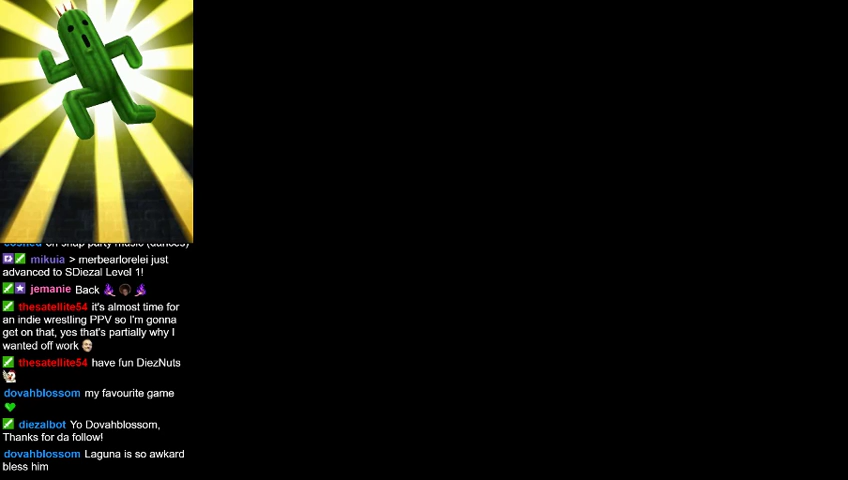 coshed oh snap party music (dances)
mikuia > merbearlorelei just
advanced to SDiezal Level 1!
jemanie Back
thesatellite54 it's almost time for
an indie wrestling PPV so I'm gonna
get on that, yes that's partially why I
wanted off work
thesatellite54 have fun DiezNuts
dovahblossom my favourite game
diezalbot Yo Dovahblossom,
Thanks for da follow!
dovahblossom Laguna is so awkard
bless him